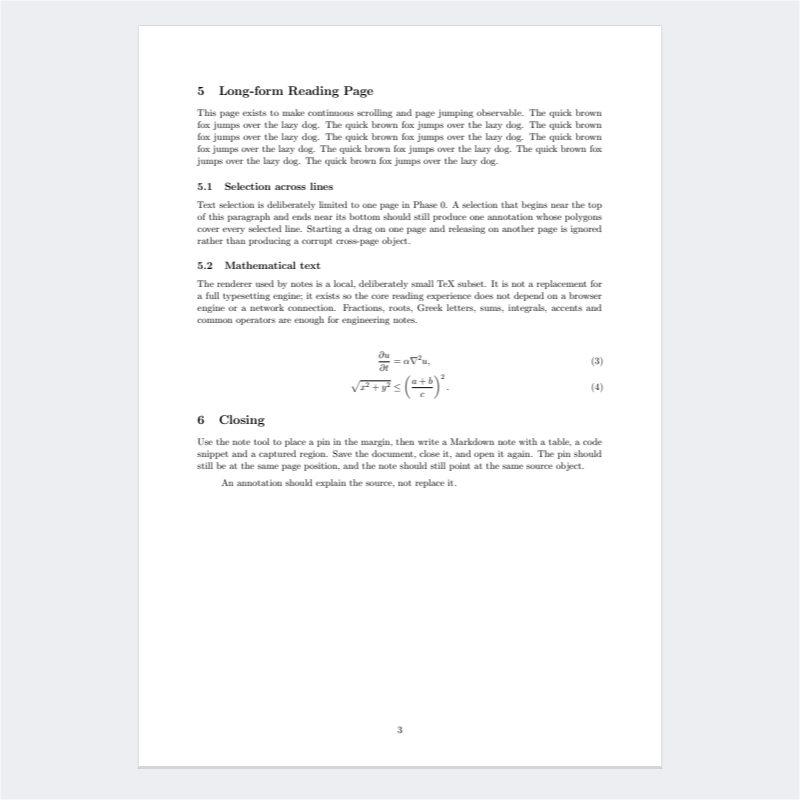 5 Long-form Reading Page
This page exists to make continuous scrolling and page jumping observable. The quick brown
fox jumps over the lazy dog. The quick brown fox jumps over the lazy dog. The quick brown
fox jumps over the lazy dog. The quick brown fox jumps over the lazy dog. The quick brown
fox jumps over the lazy dog. The quick brown fox jumps over the lazy dog. The quick brown fox
jumps over the lazy dog. The quick brown fox jumps over the lazy dog.
5.1 Selection across lines
Text selection is deliberately limited to one page in Phase 0. A selection that begins near the top
of this paragraph and ends near its bottom should still produce one annotation whose polygons
cover every selected line. Starting a drag on one page and releasing on another page is ignored
rather than producing a corrupt cross-page object.
5.2 Mathematical text
The renderer used by notes is a local, deliberately small TeX subset. It is not a replacement for
a full typesetting engine; it exists so the core reading experience does not depend on a browser
engine or a network connection. Fractions, roots, Greek letters, sums, integrals, accents and
common operators are enough for engineering notes.
∂u/∂t = α∇²u, (3)
√(x² + y²) ≤ ((a + b)/c)². (4)
6 Closing
Use the note tool to place a pin in the margin, then write a Markdown note with a table, a code
snippet and a captured region. Save the document, close it, and open it again. The pin should
still be at the same page position, and the note should still point at the same source object.
An annotation should explain the source, not replace it.
3